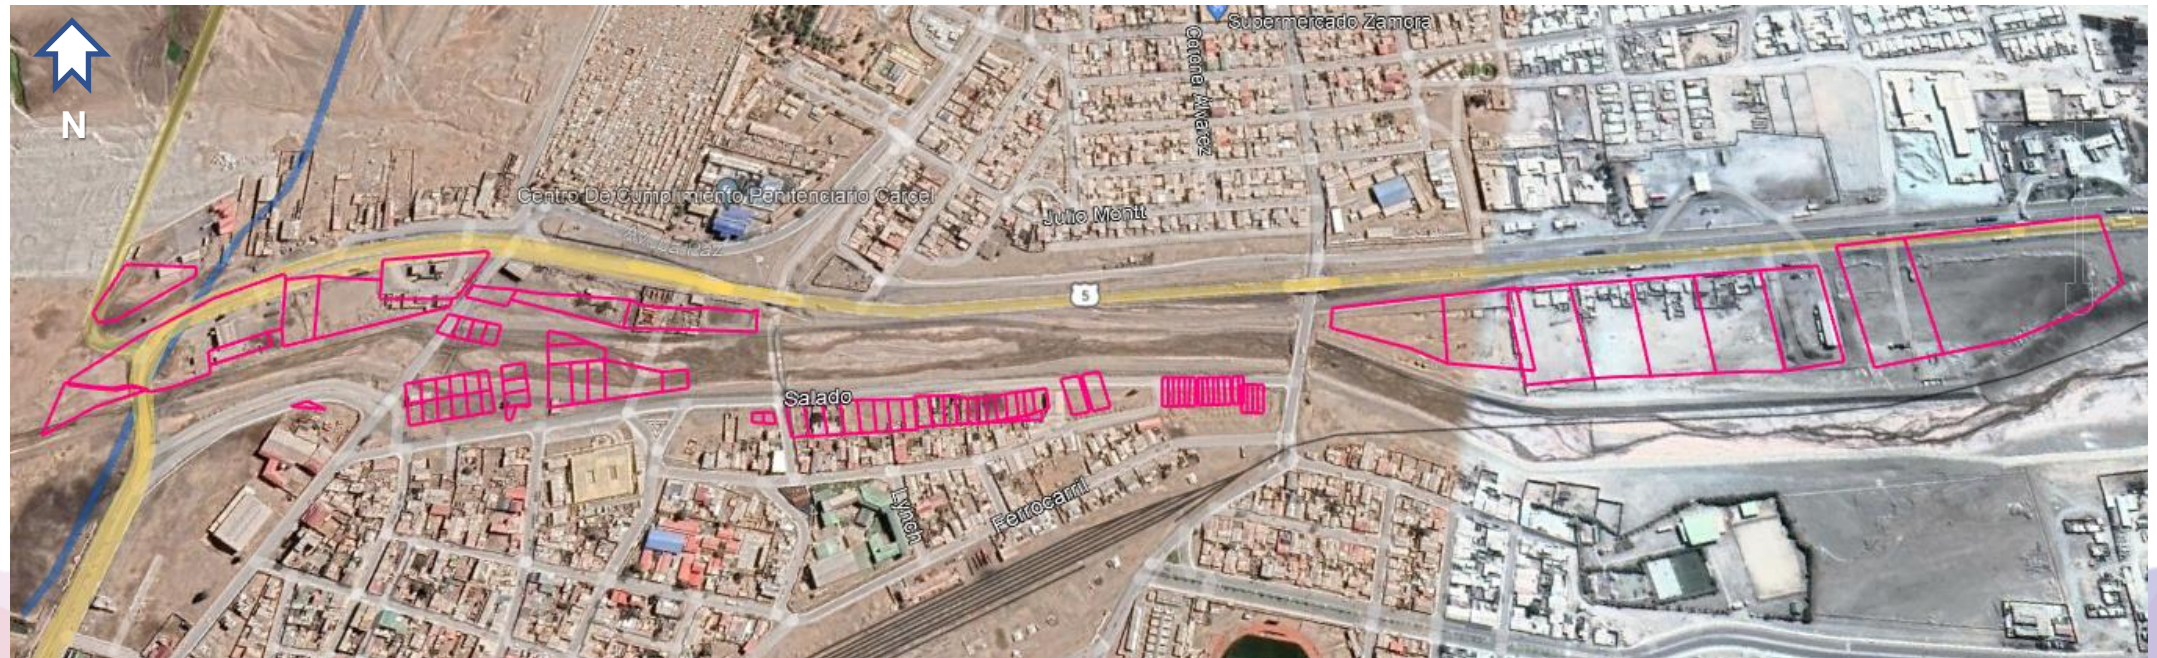 Supermercado Zamora
Coronel Alvarez
N
Centro De Cumplimiento Penitenciario Carcel
Julio Montt
5
Salado
Lynch
Ferrocarril